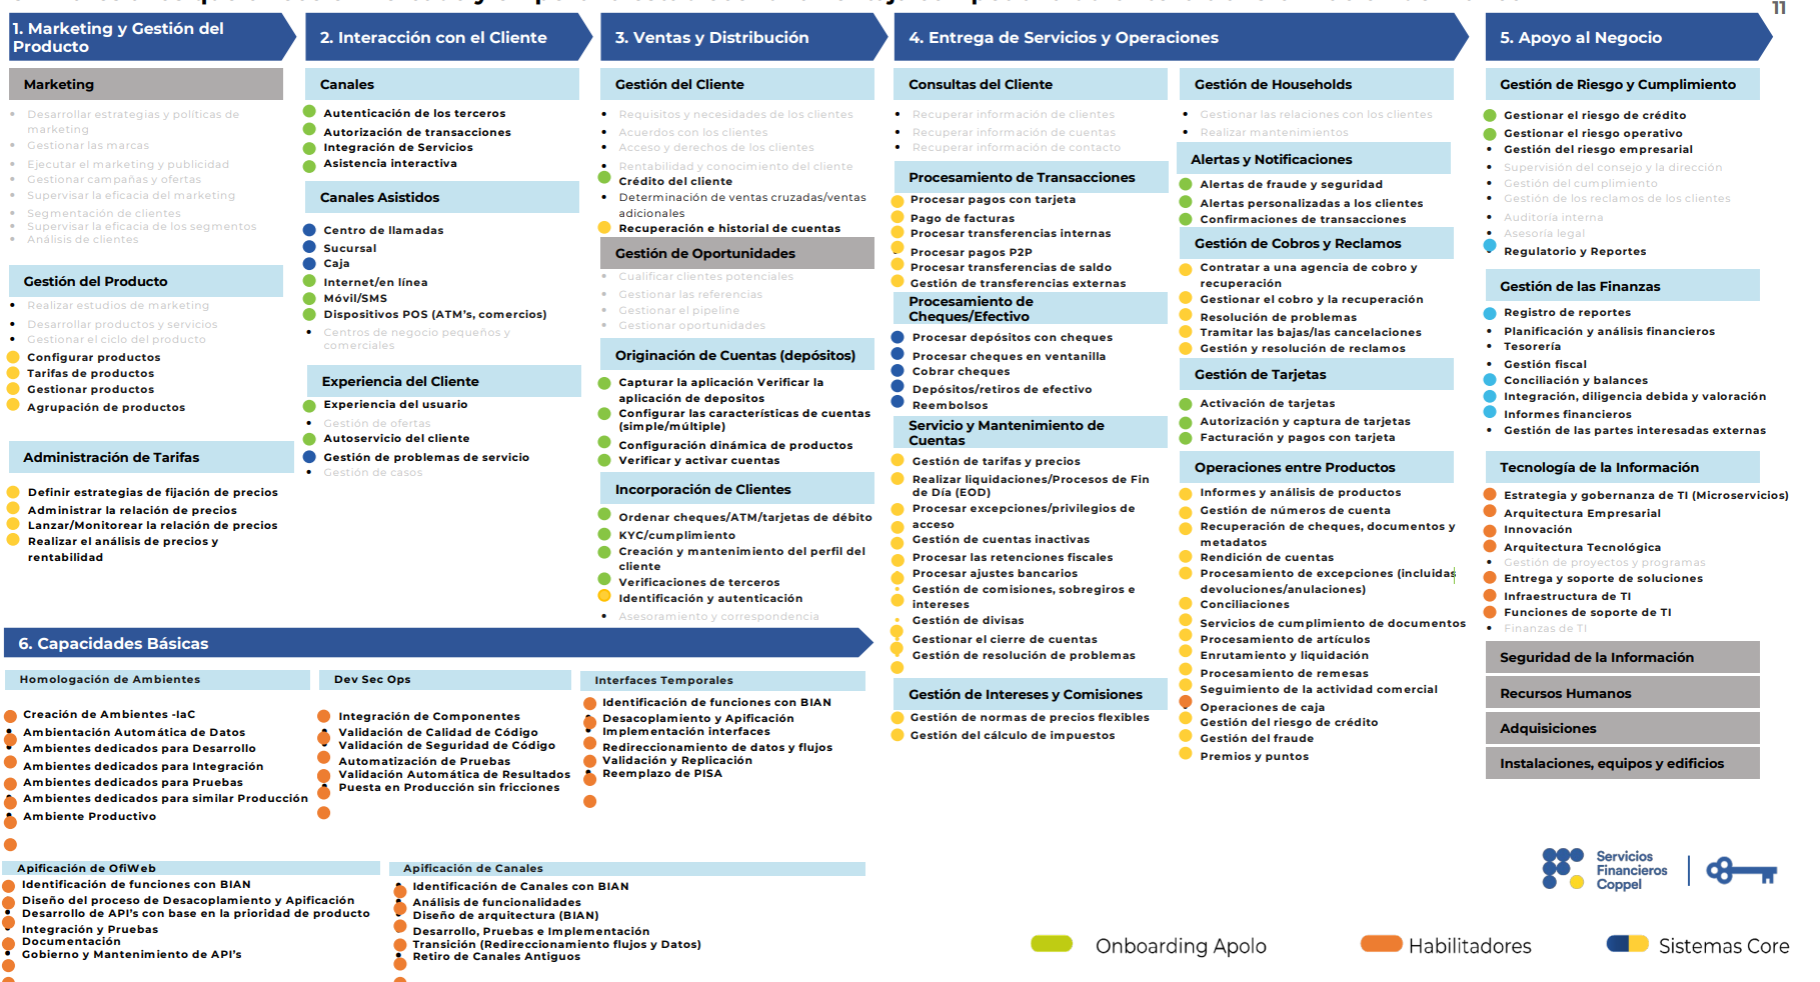 11
1. Marketing y Gestión del
Producto
Marketing
Desarrollar estrategias y políticas de
marketing
Gestionar las marcas
Ejecutar el marketing y publicidad
Gestionar campañas y ofertas
Supervisar la eficacia del marketing
Segmentación de clientes
Supervisar la eficacia de los segmentos
Análisis de clientes
Gestión del Producto
Realizar estudios de marketing
Desarrollar productos y servicios
Gestionar el ciclo del producto
Configurar productos
Tarifas de productos
Gestionar productos
Agrupación de productos
Administración de Tarifas
Definir estrategias de fijación de precios
Administrar la relación de precios
Lanzar/Monitorear la relación de precios
Realizar el análisis de precios y
rentabilidad
2. Interacción con el Cliente
Canales
Autenticación de los terceros
Autorización de transacciones
Integración de Servicios
Asistencia interactiva
Canales Asistidos
Centro de llamadas
Sucursal
Caja
Internet/en línea
Móvil/SMS
Dispositivos POS (ATM's, comercios)
Centros de negocio pequeños y
comerciales
Experiencia del Cliente
Experiencia del usuario
Gestión de ofertas
Autoservicio del cliente
Gestión de problemas de servicio
Gestión de casos
3. Ventas y Distribución
Gestión del Cliente
Requisitos y necesidades de los clientes
Acuerdos con los clientes
Acceso y derechos de los clientes
Rentabilidad y conocimiento del cliente
Crédito del cliente
Determinación de ventas cruzadas/ventas
adicionales
Recuperación e historial de cuentas
Gestión de Oportunidades
Cualificar clientes potenciales
Gestionar las referencias
Gestionar el pipeline
Gestionar oportunidades
Originación de Cuentas (depósitos)
Capturar la aplicación Verificar la
aplicación de depositos
Configurar las características de cuentas
(simple/múltiple)
Configuración dinámica de productos
Verificar y activar cuentas
Incorporación de Clientes
Ordenar cheques/ATM/tarjetas de débito
KYC/cumplimiento
Creación y mantenimiento del perfil del
cliente
Verificaciones de terceros
Identificación y autenticación
Asesoramiento y correspondencia
4. Entrega de Servicios y Operaciones
Consultas del Cliente
Recuperar información de clientes
Recuperar información de cuentas
Recuperar información de contacto
Procesamiento de Transacciones
Procesar pagos con tarjeta
Pago de facturas
Procesar transferencias internas
Procesar pagos P2P
Procesar transferencias de saldo
Gestión de transferencias externas
Procesamiento de
Cheques/Efectivo
Procesar depósitos con cheques
Procesar cheques en ventanilla
Cobrar cheques
Depósitos/retiros de efectivo
Reembolsos
Servicio y Mantenimiento de
Cuentas
Gestión de tarifas y precios
Realizar liquidaciones/Procesos de Fin
de Día (EOD)
Procesar excepciones/privilegios de
acceso
Gestión de cuentas inactivas
Procesar las retenciones fiscales
Procesar ajustes bancarios
Gestión de comisiones, sobregiros e
intereses
Gestión de divisas
Gestionar el cierre de cuentas
Gestión de resolución de problemas
Gestión de Intereses y Comisiones
Gestión de normas de precios flexibles
Gestión del cálculo de impuestos
Gestión de Households
Gestionar las relaciones con los clientes
Realizar mantenimientos
Alertas y Notificaciones
Alertas de fraude y seguridad
Alertas personalizadas a los clientes
Confirmaciones de transacciones
Gestión de Cobros y Reclamos
Contratar a una agencia de cobro y
recuperación
Gestionar el cobro y la recuperación
Resolución de problemas
Tramitar las bajas/las cancelaciones
Gestión y resolución de reclamos
Gestión de Tarjetas
Activación de tarjetas
Autorización y captura de tarjetas
Facturación y pagos con tarjeta
Operaciones entre Productos
Informes y análisis de productos
Gestión de números de cuenta
Recuperación de cheques, documentos y
metadatos
Rendición de cuentas
Procesamiento de excepciones (incluidas
devoluciones/anulaciones)
Conciliaciones
Servicios de cumplimiento de documentos
Procesamiento de artículos
Enrutamiento y liquidación
Procesamiento de remesas
Seguimiento de la actividad comercial
Operaciones de caja
Gestión del riesgo de crédito
Gestión del fraude
Premios y puntos
5. Apoyo al Negocio
Gestión de Riesgo y Cumplimiento
Gestionar el riesgo de crédito
Gestionar el riesgo operativo
Gestión del riesgo empresarial
Supervisión del consejo y la dirección
Gestión del cumplimiento
Gestión de los reclamos de los clientes
Auditoría interna
Asesoría legal
Regulatorio y Reportes
Gestión de las Finanzas
Registro de reportes
Planificación y análisis financieros
Tesorería
Gestión fiscal
Conciliación y balances
Integración, diligencia debida y valoración
Informes financieros
Gestión de las partes interesadas externas
Tecnología de la Información
Estrategia y gobernanza de TI (Microservicios)
Arquitectura Empresarial
Innovación
Arquitectura Tecnológica
Gestión de proyectos y programas
Entrega y soporte de soluciones
Infraestructura de TI
Funciones de soporte de TI
Finanzas de TI
Seguridad de la Información
Recursos Humanos
Adquisiciones
Instalaciones, equipos y edificios
6. Capacidades Básicas
Homologación de Ambientes
Creación de Ambientes -IaC
Ambientación Automática de Datos
Ambientes dedicados para Desarrollo
Ambientes dedicados para Integración
Ambientes dedicados para Pruebas
Ambientes dedicados para similar Producción
Ambiente Productivo
Dev Sec Ops
Integración de Componentes
Validación de Calidad de Código
Validación de Seguridad de Código
Automatización de Pruebas
Validación Automática de Resultados
Puesta en Producción sin fricciones
Interfaces Temporales
Identificación de funciones con BIAN
Desacoplamiento y Apificación
Implementación interfaces
Redireccionamiento de datos y flujos
Validación y Replicación
Reemplazo de PISA
Apificación de OfiWeb
Identificación de funciones con BIAN
Diseño del proceso de Desacoplamiento y Apificación
Desarrollo de API's con base en la prioridad de producto
Integración y Pruebas
Documentación
Gobierno y Mantenimiento de API's
Apificación de Canales
Identificación de Canales con BIAN
Análisis de funcionalidades
Diseño de arquitectura (BIAN)
Desarrollo, Pruebas e Implementación
Transición (Redireccionamiento flujos y Datos)
Retiro de Canales Antiguos
Servicios
Financieros
Coppel
Onboarding Apolo
Habilitadores
Sistemas Core